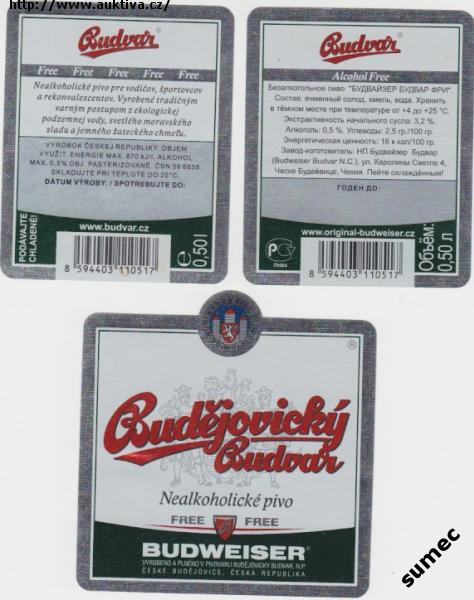 http://www.auktiva.cz/
Budvar
Free Free Free Free Free
Nealkoholické pivo pre vodičov, športovcov
a rekonvalescentov. Vyrobené tradičným
varným postupom z ekologickej
podzemnej vody, svetlého moravského
sladu a jemného žateckého chmeľu.
VÝROBOK ČESKEJ REPUBLIKY. OBJEM
VYUŽIT. ENERGIE MAX. 870 kJ/l. ALKOHOL
MAX. 0,5% OBJ. PASTERIZOVANÉ. ČSN 56 6635.
SKLADUJTE PRI TEPLOTE DO 25°C.
DÁTUM VÝROBY: / SPOTREBUJTE DO:
PODÁVAJTE
CHLADENÉ!
www.budvar.cz
8 594403 110517
e 0,50 l
Budvar
Alcohol Free
Безалкогольное пиво "БУДВАЙЗЕР БУДВАР ФРИ".
Состав: ячменный солод, хмель, вода. Хранить
в тёмном месте при температуре от +4 до +25 °С.
Экстрактивность начального сусла: 3,2 %.
Алкоголь: 0,5 %. Углеводы: 2,5 гр./100 гр.
Энергетическая ценность: 16 к кал/100 гр.
Завод-изготовитель: НП Будвайзер Будвар
(Budweiser Budvar N.C.), ул. Каролины Светле 4,
Ческе Будеёвице, Чехия. Пейте охлаждённым!
ГОДЕН ДО:
www.original-budweiser.cz
8 594403 110517
Объём:
0,50 л
®
Budějovický
Budvar
Nealkoholické pivo
FREE FREE
BUDWEISER®
VYROBENO A PLNĚNO V PIVOVARU BUDĚJOVICKÝ BUDVAR, N.P.
ČESKÉ BUDĚJOVICE, ČESKÁ REPUBLIKA
sumec